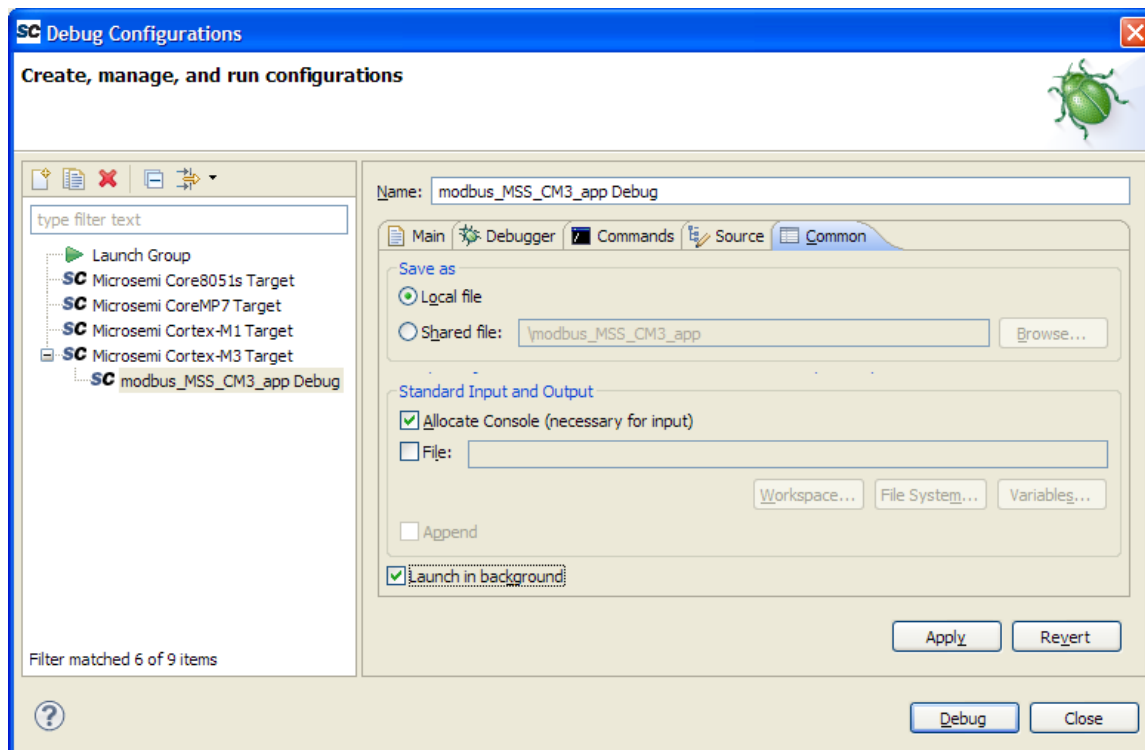 SC Debug Configurations
Create, manage, and run configurations
type filter text
Launch Group
SC Microsemi Core8051s Target
SC Microsemi CoreMP7 Target
SC Microsemi Cortex-M1 Target
SC Microsemi Cortex-M3 Target
SC modbus_MSS_CM3_app Debug
Filter matched 6 of 9 items
Name: modbus_MSS_CM3_app Debug
Main Debugger Commands Source Common
Save as
Local file
Shared file: \modbus_MSS_CM3_app Browse...
Standard Input and Output
Allocate Console (necessary for input)
File:
Workspace... File System... Variables...
Append
Launch in background
Apply Revert
? Debug Close